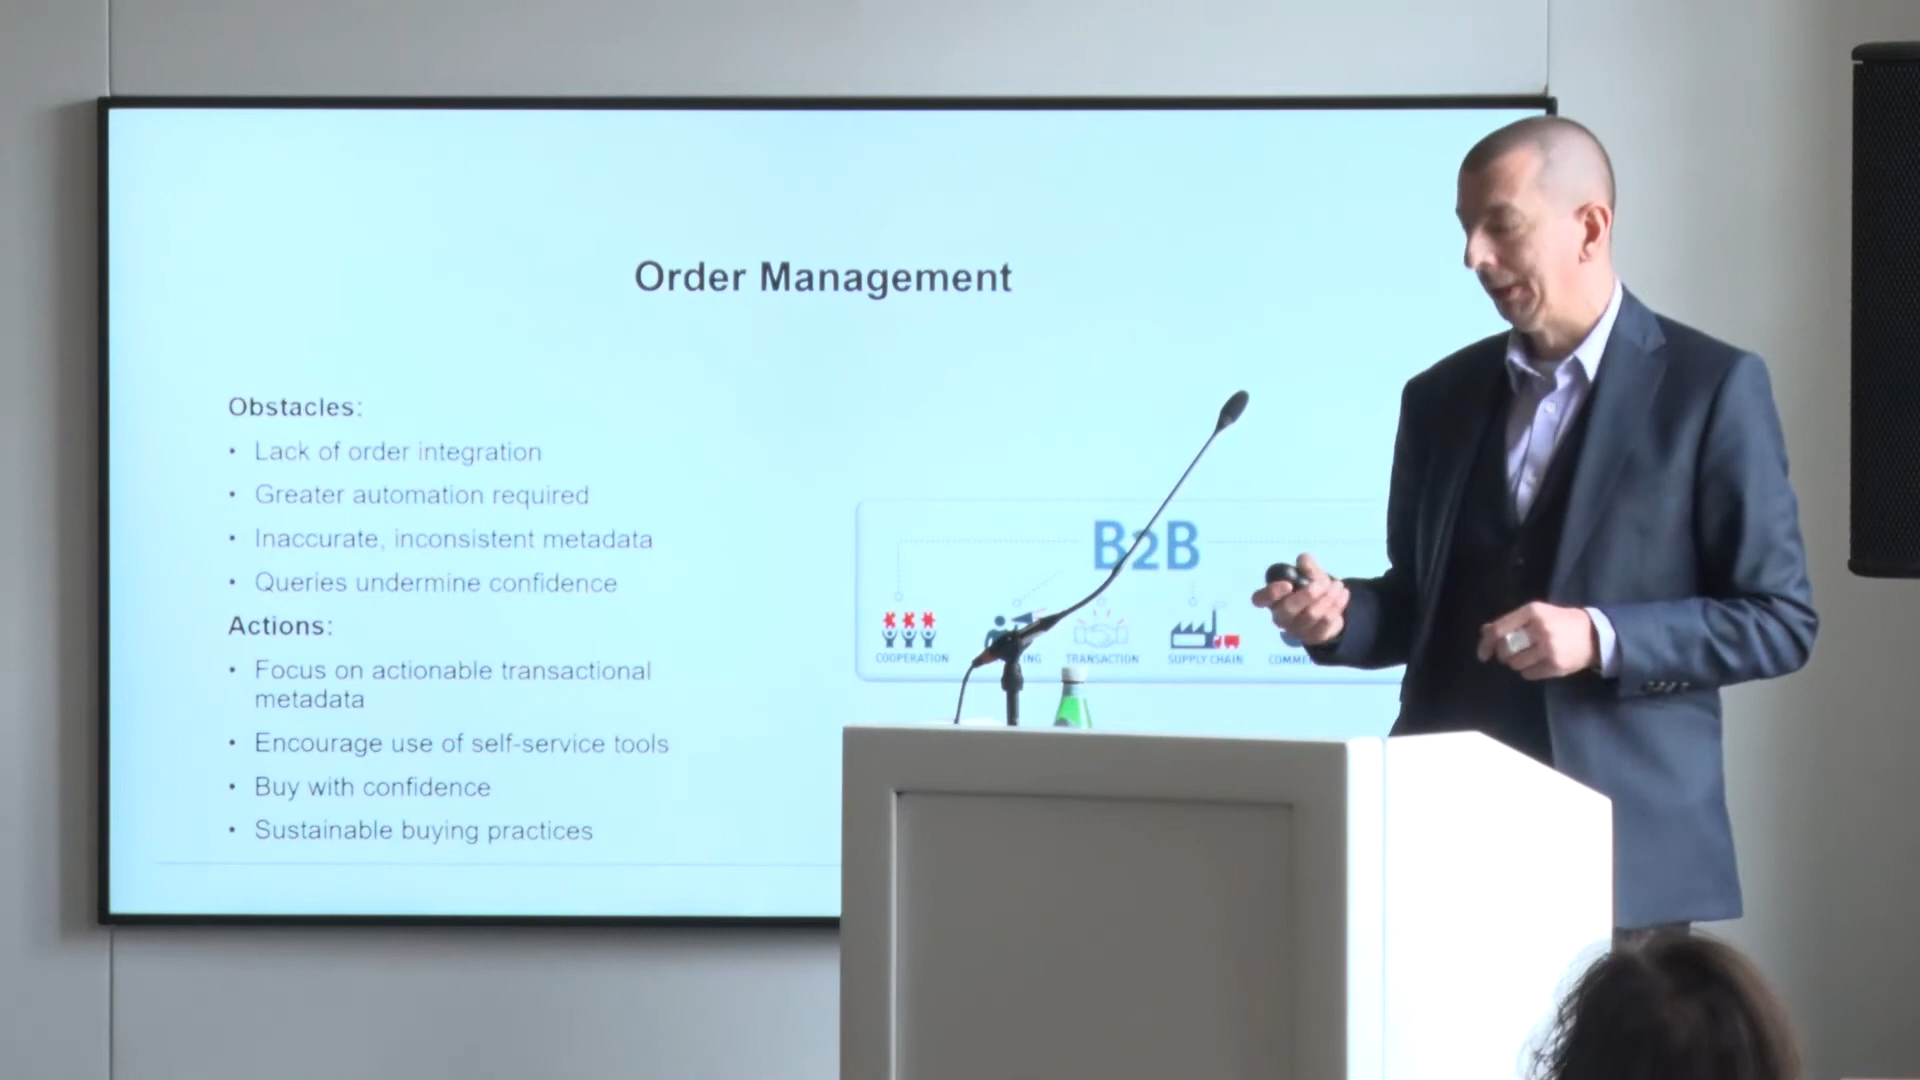 Order Management
Obstacles:
• Lack of order integration
• Greater automation required
• Inaccurate, inconsistent metadata
• Queries undermine confidence
Actions:
• Focus on actionable transactional
metadata
• Encourage use of self-service tools
• Buy with confidence
• Sustainable buying practices
B2B
COOPERATION
TRANSACTION
SUPPLY CHAIN